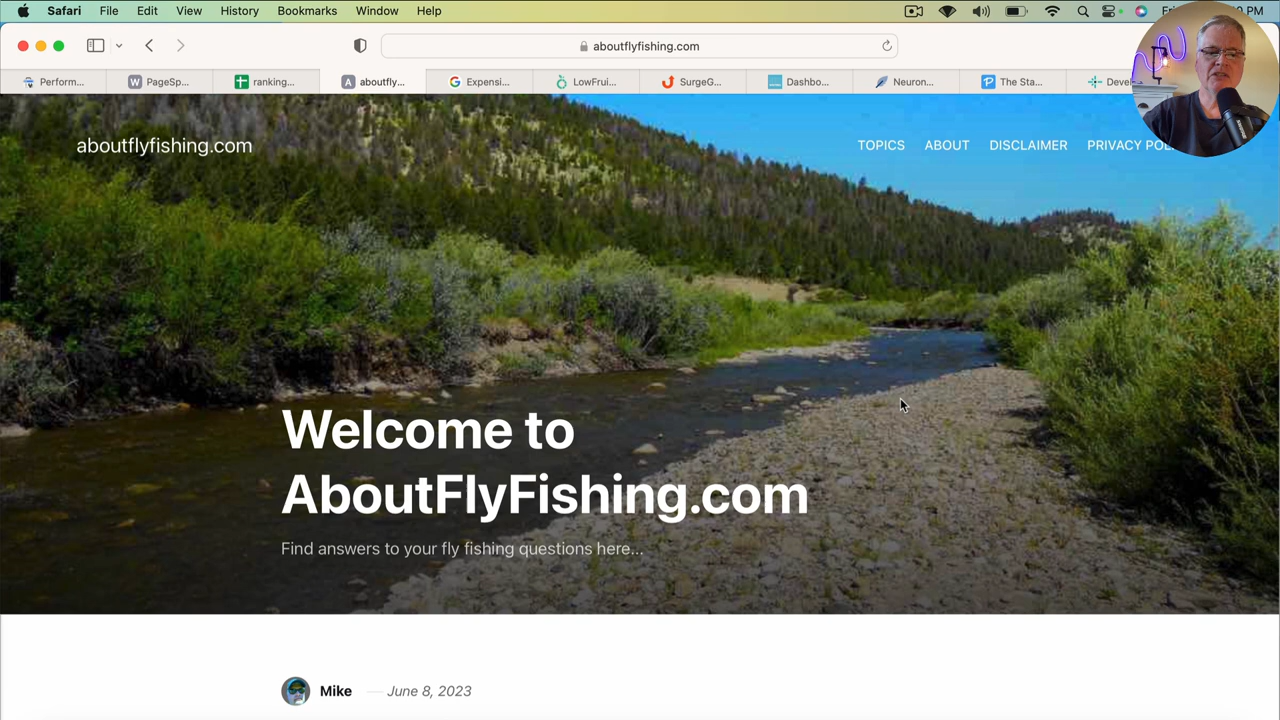 Safari File Edit View History Bookmarks Window Help
aboutflyfishing.com
Perform... PageSp... ranking... aboutfly... Expensi... LowFrui... SurgeG... Dashbo... Neuron... The Sta...
aboutflyfishing.com TOPICS ABOUT DISCLAIMER PRIVACY
Welcome to
AboutFlyFishing.com
Find answers to your fly fishing questions here...
Mike June 8, 2023